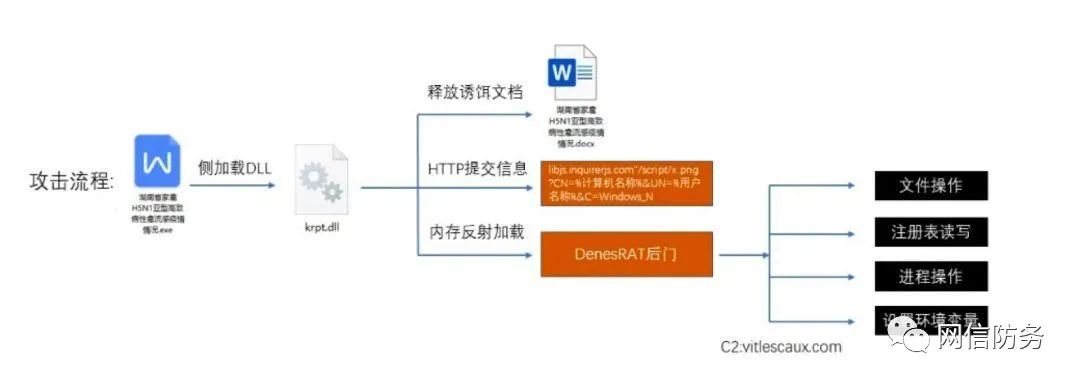 攻击流程:
湖南省家禽
H5N1亚型高致
病性禽流感疫情
情况.exe
侧加载DLL
krpt.dll
释放诱饵文档
湖南省家禽
H5N1亚型高致
病性禽流感疫情
情况.docx
HTTP提交信息
libjs.inquirerjs.com"/script/x.png
?CN=%计算机名称%&UN=%用户
名称%&C=Windows_N
内存反射加载
DenesRAT后门
文件操作
注册表读写
进程操作
设置环境变量
C2:vitlescaux.com
网信防务